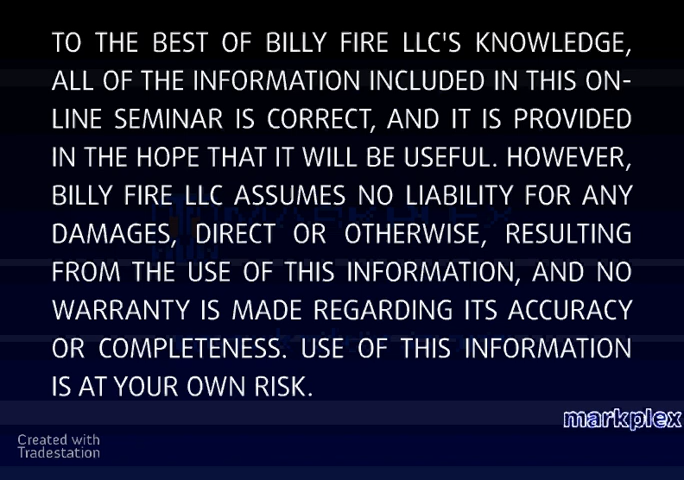 TO THE BEST OF BILLY FIRE LLC'S KNOWLEDGE,
ALL OF THE INFORMATION INCLUDED IN THIS ON-
LINE SEMINAR IS CORRECT, AND IT IS PROVIDED
IN THE HOPE THAT IT WILL BE USEFUL. HOWEVER,
BILLY FIRE LLC ASSUMES NO LIABILITY FOR ANY
DAMAGES, DIRECT OR OTHERWISE, RESULTING
FROM THE USE OF THIS INFORMATION, AND NO
WARRANTY IS MADE REGARDING ITS ACCURACY
OR COMPLETENESS. USE OF THIS INFORMATION
IS AT YOUR OWN RISK.
markplex
Created with
Tradestation